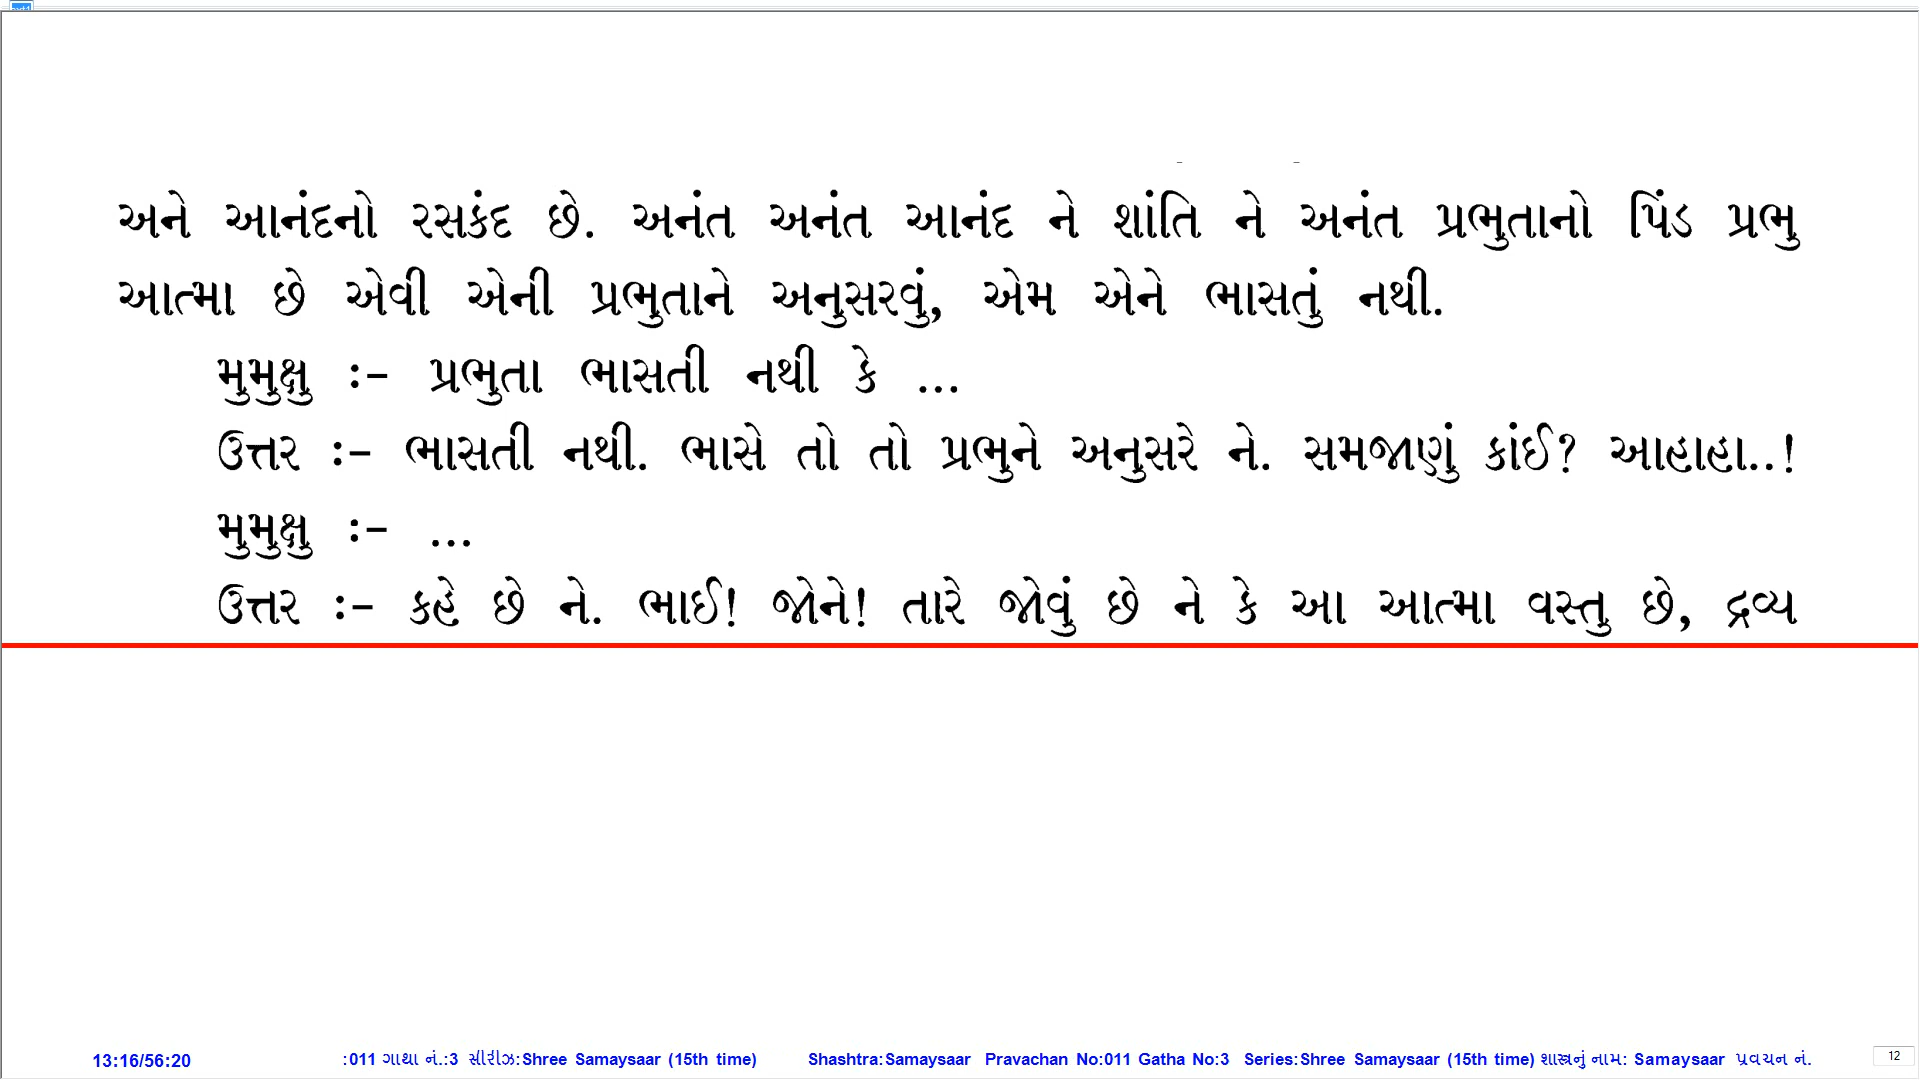 અને આનંદનો રસકંદ છે. અનંત અનંત આનંદ ને શાંતિ ને અનંત પ્રભુતાનો પિંડ પ્રભુ
આત્મા છે એવી એની પ્રભુતાને અનુસરવું, એમ એને ભાસતું નથી.
મુમુક્ષુ :- પ્રભુતા ભાસતી નથી કે ...
ઉત્તર :- ભાસતી નથી. ભાસે તો તો પ્રભુને અનુસરે ને. સમજાણું કાંઈ? આહાહા..!
મુમુક્ષુ :- ...
ઉત્તર :- કહે છે ને. ભાઈ! જોને! તારે જોવું છે ને કે આ આત્મા વસ્તુ છે, દ્રવ્ય
13:16/56:20 :011 ગાથા નં.:3 સીરીઝ:Shree Samaysaar (15th time) Shashtra:Samaysaar Pravachan No:011 Gatha No:3 Series:Shree Samaysaar (15th time) શાસ્ત્રનું નામ: Samaysaar પ્રવચન નં. 12